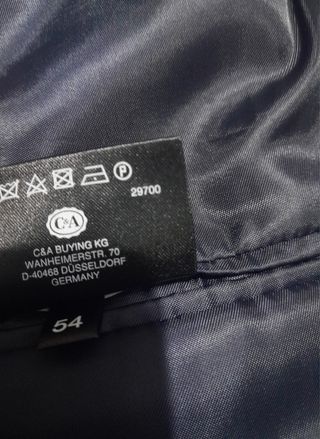 P
29700
C&A
C&A BUYING KG
WANHEIMERSTR. 70
D-40468 DÜSSELDORF
GERMANY
54